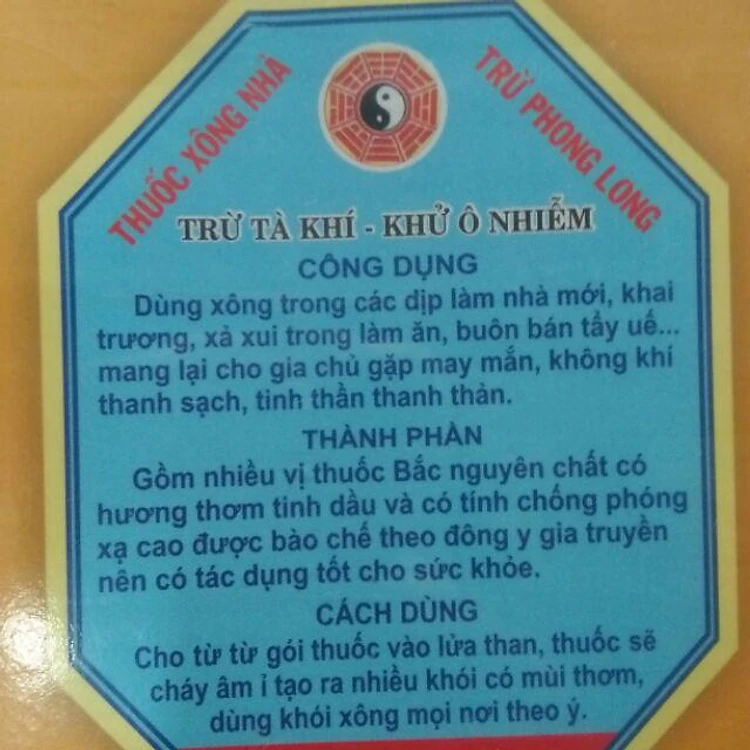 THUỐC XÔNG NHÀ
TRỪ PHONG LONG
TRỪ TÀ KHÍ - KHỬ Ô NHIỄM
CÔNG DỤNG
Dùng xông trong các dịp làm nhà mới, khai
trương, xả xui trong làm ăn, buôn bán tẩy uế...
mang lại cho gia chủ gặp may mắn, không khí
thanh sạch, tinh thần thanh thản.
THÀNH PHẦN
Gồm nhiều vị thuốc Bắc nguyên chất có
hương thơm tinh dầu và có tính chống phóng
xạ cao được bào chế theo đông y gia truyền
nên có tác dụng tốt cho sức khỏe.
CÁCH DÙNG
Cho từ từ gói thuốc vào lửa than, thuốc sẽ
cháy âm ỉ tạo ra nhiều khói có mùi thơm,
dùng khói xông mọi nơi theo ý.